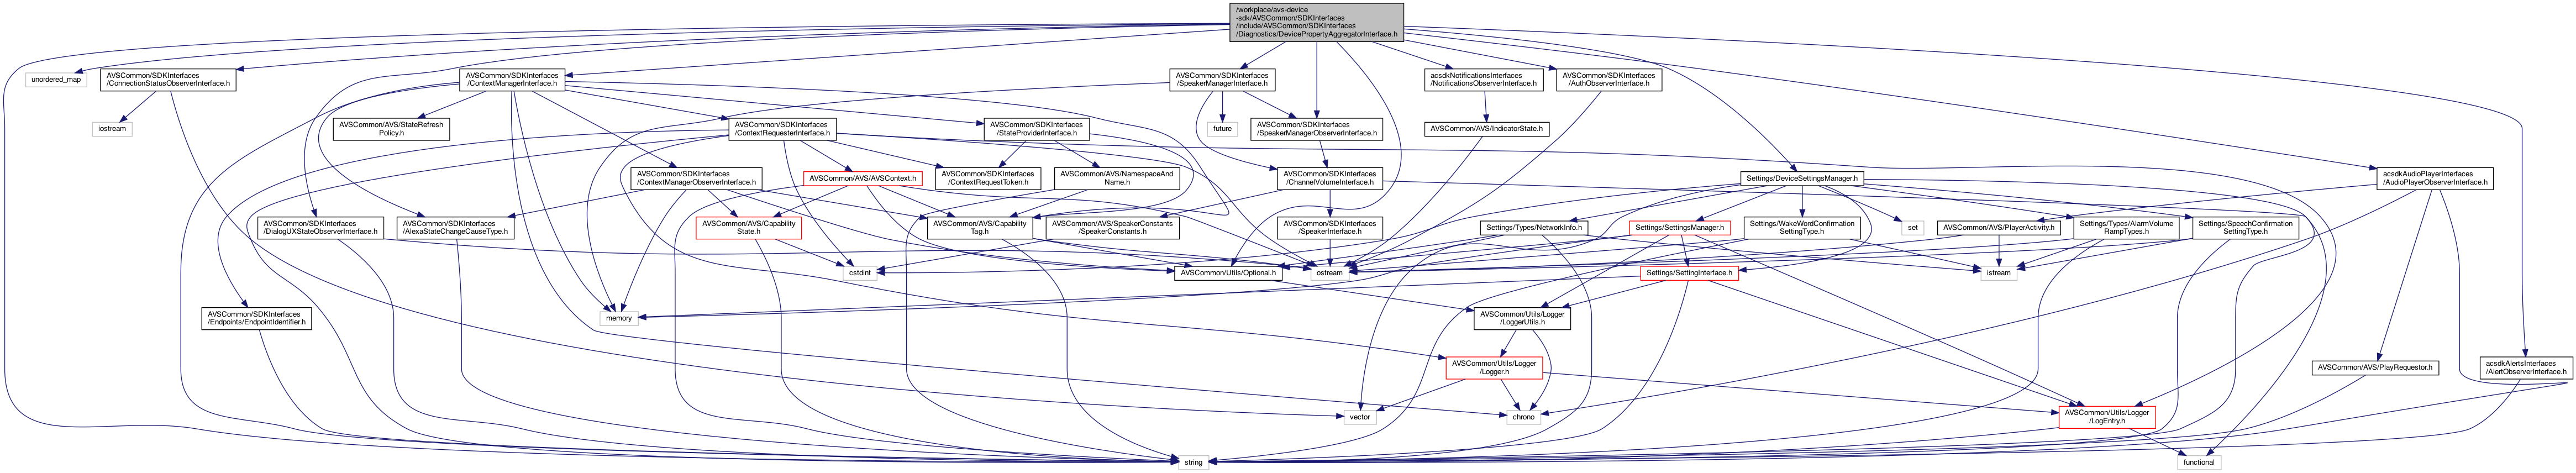 /workplace/avs-device
-sdk/AVSCommon/SDKInterfaces
/include/AVSCommon/SDKInterfaces
/Diagnostics/DevicePropertyAggregatorInterface.h
unordered_map
AVSCommon/SDKInterfaces
/ConnectionStatusObserverInterface.h
AVSCommon/SDKInterfaces
/ContextManagerInterface.h
AVSCommon/SDKInterfaces
/SpeakerManagerInterface.h
acsdkNotificationsInterfaces
/NotificationsObserverInterface.h
AVSCommon/SDKInterfaces
/AuthObserverInterface.h
iostream
AVSCommon/AVS/StateRefresh
Policy.h
AVSCommon/SDKInterfaces
/ContextRequesterInterface.h
AVSCommon/SDKInterfaces
/StateProviderInterface.h
future
AVSCommon/SDKInterfaces
/SpeakerManagerObserverInterface.h
AVSCommon/AVS/IndicatorState.h
AVSCommon/SDKInterfaces
/ContextManagerObserverInterface.h
AVSCommon/AVS/AVSContext.h
AVSCommon/SDKInterfaces
/ContextRequestToken.h
AVSCommon/AVS/NamespaceAnd
Name.h
AVSCommon/SDKInterfaces
/ChannelVolumeInterface.h
Settings/DeviceSettingsManager.h
acsdkAudioPlayerInterfaces
/AudioPlayerObserverInterface.h
AVSCommon/SDKInterfaces
/DialogUXStateObserverInterface.h
AVSCommon/SDKInterfaces
/AlexaStateChangeCauseType.h
AVSCommon/AVS/Capability
State.h
AVSCommon/AVS/Capability
Tag.h
AVSCommon/AVS/SpeakerConstants
/SpeakerConstants.h
AVSCommon/SDKInterfaces
/SpeakerInterface.h
Settings/Types/NetworkInfo.h
Settings/SettingsManager.h
Settings/WakeWordConfirmation
SettingType.h
set
AVSCommon/AVS/PlayerActivity.h
Settings/Types/AlarmVolume
RampTypes.h
Settings/SpeechConfirmation
SettingType.h
cstdint
AVSCommon/Utils/Optional.h
ostream
Settings/SettingInterface.h
istream
AVSCommon/SDKInterfaces
/Endpoints/EndpointIdentifier.h
memory
AVSCommon/Utils/Logger
/LoggerUtils.h
AVSCommon/Utils/Logger
/Logger.h
AVSCommon/AVS/PlayRequestor.h
acsdkAlertsInterfaces
/AlertObserverInterface.h
vector
chrono
AVSCommon/Utils/Logger
/LogEntry.h
string
functional